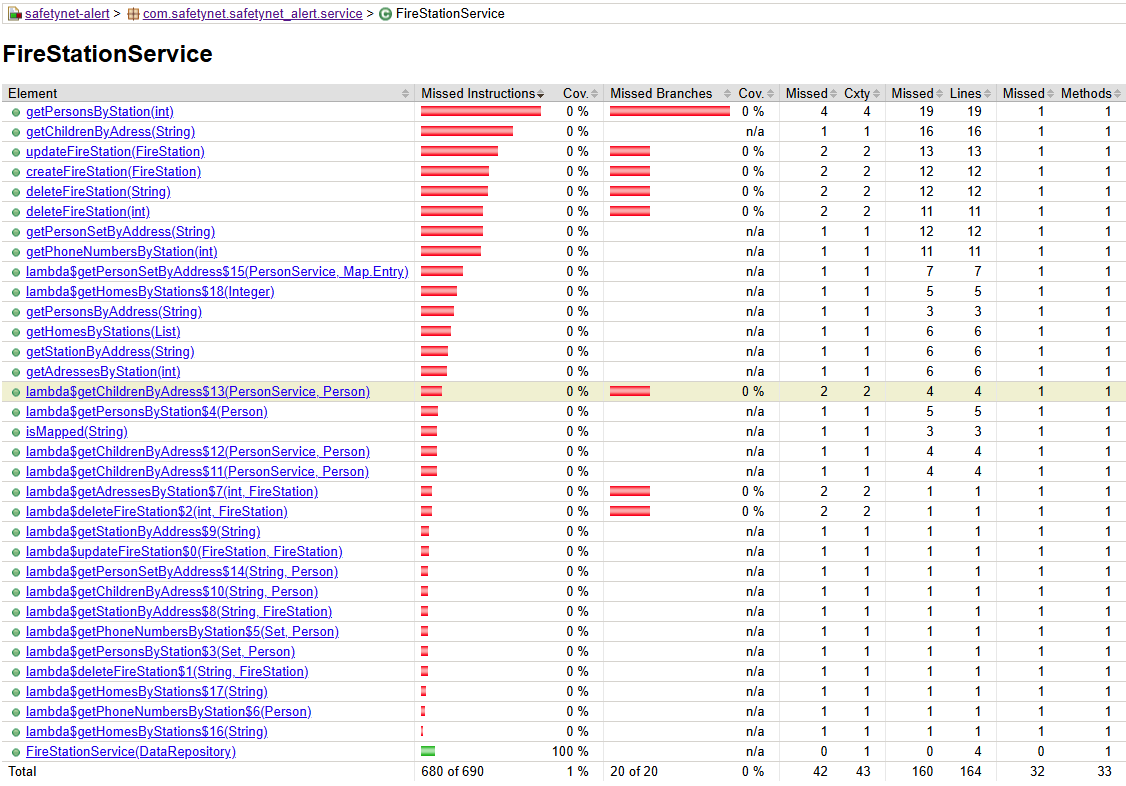 safetynet-alert > com.safetynet.safetynet_alert.service > FireStationService
FireStationService
Element Missed Instructions Cov. Missed Branches Cov. Missed Cxty Missed Lines Missed Methods
getPersonsByStation(int) 0 % 0 % 4 4 19 19 1 1
getChildrenByAdress(String) 0 % n/a 1 1 16 16 1 1
updateFireStation(FireStation) 0 % 0 % 2 2 13 13 1 1
createFireStation(FireStation) 0 % 0 % 2 2 12 12 1 1
deleteFireStation(String) 0 % 0 % 2 2 12 12 1 1
deleteFireStation(int) 0 % 0 % 2 2 11 11 1 1
getPersonSetByAddress(String) 0 % n/a 1 1 12 12 1 1
getPhoneNumbersByStation(int) 0 % n/a 1 1 11 11 1 1
lambda$getPersonSetByAddress$15(PersonService, Map.Entry) 0 % n/a 1 1 7 7 1 1
lambda$getHomesByStations$18(Integer) 0 % n/a 1 1 5 5 1 1
getPersonsByAddress(String) 0 % n/a 1 1 3 3 1 1
getHomesByStations(List) 0 % n/a 1 1 6 6 1 1
getStationByAddress(String) 0 % n/a 1 1 6 6 1 1
getAdressesByStation(int) 0 % n/a 1 1 6 6 1 1
lambda$getChildrenByAdress$13(PersonService, Person) 0 % 0 % 2 2 4 4 1 1
lambda$getPersonsByStation$4(Person) 0 % n/a 1 1 5 5 1 1
isMapped(String) 0 % n/a 1 1 3 3 1 1
lambda$getChildrenByAdress$12(PersonService, Person) 0 % n/a 1 1 4 4 1 1
lambda$getChildrenByAdress$11(PersonService, Person) 0 % n/a 1 1 4 4 1 1
lambda$getAdressesByStation$7(int, FireStation) 0 % 0 % 2 2 1 1 1 1
lambda$deleteFireStation$2(int, FireStation) 0 % 0 % 2 2 1 1 1 1
lambda$getStationByAddress$9(String) 0 % n/a 1 1 1 1 1 1
lambda$updateFireStation$0(FireStation, FireStation) 0 % n/a 1 1 1 1 1 1
lambda$getPersonSetByAddress$14(String, Person) 0 % n/a 1 1 1 1 1 1
lambda$getChildrenByAdress$10(String, Person) 0 % n/a 1 1 1 1 1 1
lambda$getStationByAddress$8(String, FireStation) 0 % n/a 1 1 1 1 1 1
lambda$getPhoneNumbersByStation$5(Set, Person) 0 % n/a 1 1 1 1 1 1
lambda$getPersonsByStation$3(Set, Person) 0 % n/a 1 1 1 1 1 1
lambda$deleteFireStation$1(String, FireStation) 0 % n/a 1 1 1 1 1 1
lambda$getHomesByStations$17(String) 0 % n/a 1 1 1 1 1 1
lambda$getPhoneNumbersByStation$6(Person) 0 % n/a 1 1 1 1 1 1
lambda$getHomesByStations$16(String) 0 % n/a 1 1 1 1 1 1
FireStationService(DataRepository) 100 % n/a 0 1 0 4 0 1
Total 680 of 690 1 % 20 of 20 0 % 42 43 160 164 32 33